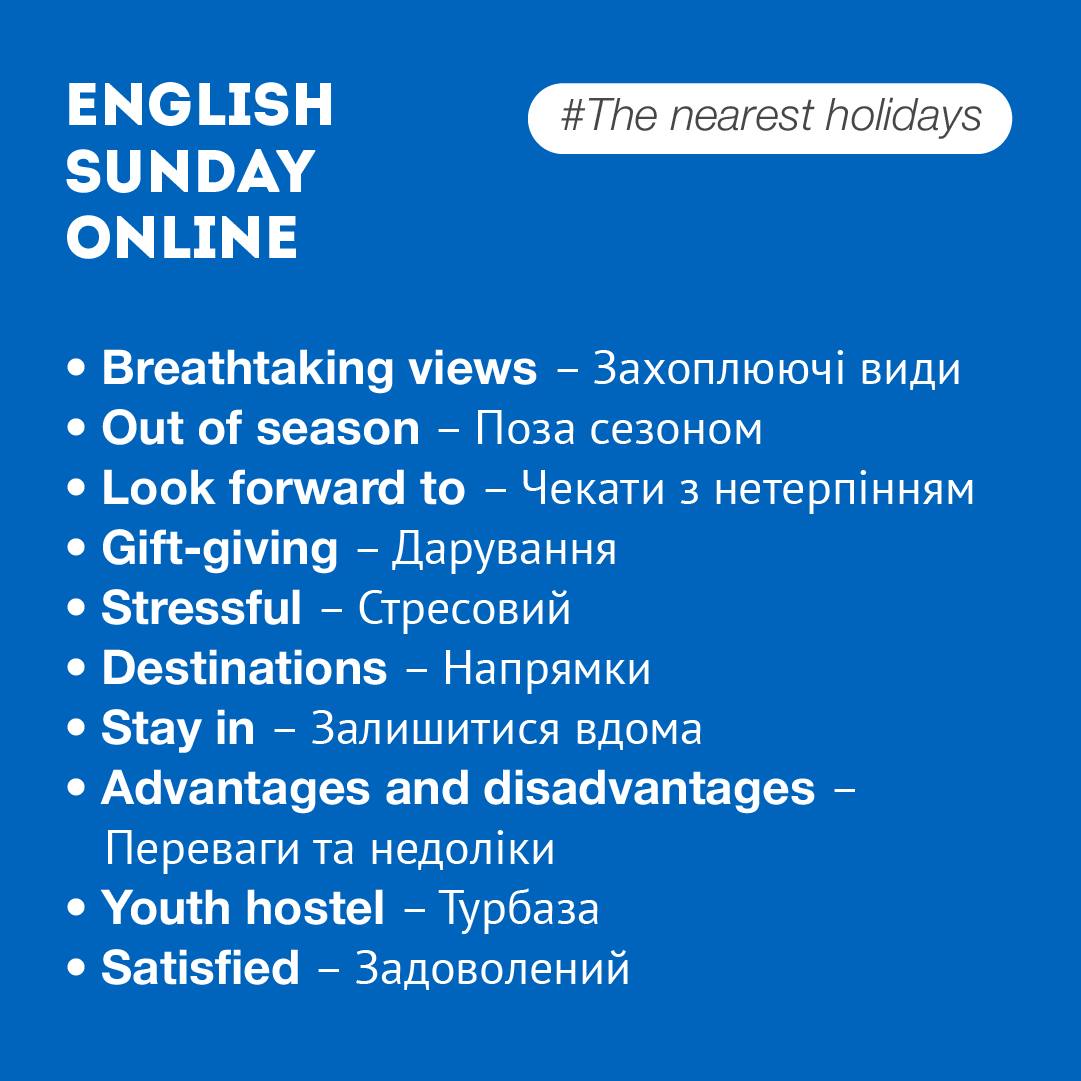 ENGLISH
SUNDAY
ONLINE
#The nearest holidays
• Breathtaking views – Захоплюючі види
• Out of season – Поза сезоном
• Look forward to – Чекати з нетерпінням
• Gift-giving – Дарування
• Stressful – Стресовий
• Destinations – Напрямки
• Stay in – Залишитися вдома
• Advantages and disadvantages –
Переваги та недоліки
• Youth hostel – Турбаза
• Satisfied – Задоволений